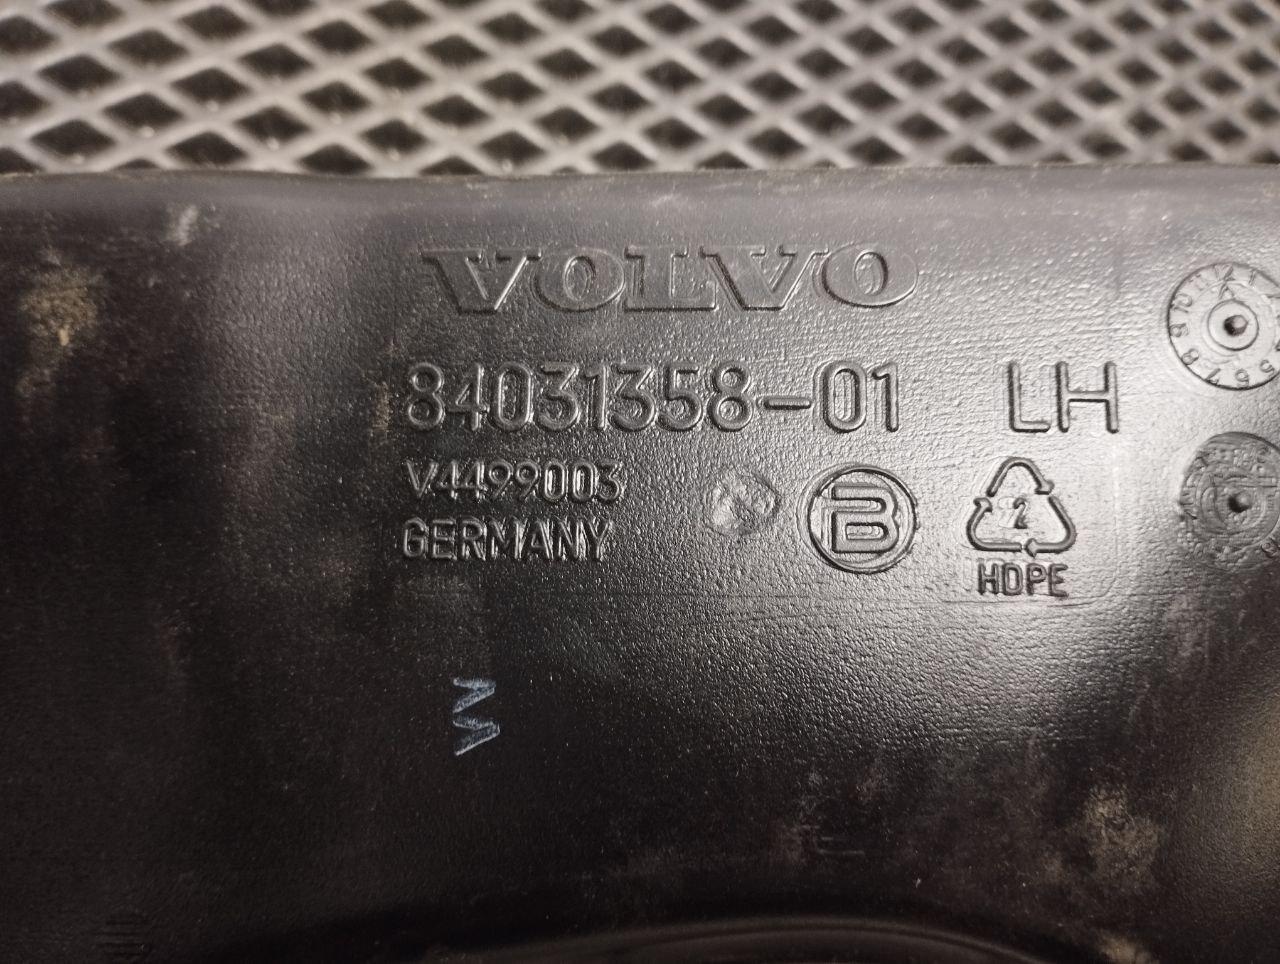 VOLVO
84031358-01 LH
V4499003
GERMANY
B
2
HDPE